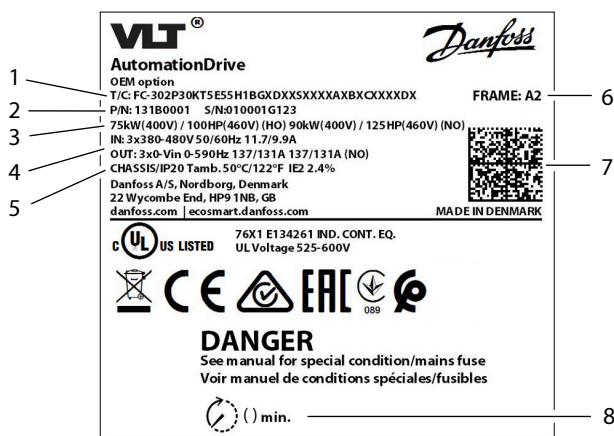 VLT ® Danfoss
AutomationDrive
OEM option
1 T/C: FC-302P30KT5E55H1BGXDXXSXXXXAXBXCXXXXDX FRAME: A2 6
2 P/N: 131B0001 S/N:010001G123
3 75kW(400V) / 100HP(460V) (HO) 90kW(400V) / 125HP(460V) (NO)
IN: 3x380-480V 50/60Hz 11.7/9.9A
4 OUT: 3x0-Vin 0-590Hz 137/131A 137/131A (NO) 7
5 CHASSIS/IP20 Tamb. 50°C/122°F IE2 2.4%
Danfoss A/S, Nordborg, Denmark
22 Wycombe End, HP9 1NB, GB
danfoss.com | ecosmart.danfoss.com MADE IN DENMARK
c UL ® US LISTED 76X1 E134261 IND. CONT. EQ.
UL Voltage 525-600V
CE EAC 089
DANGER
See manual for special condition/mains fuse
Voir manuel de conditions spéciales/fusibles
( ) min. 8